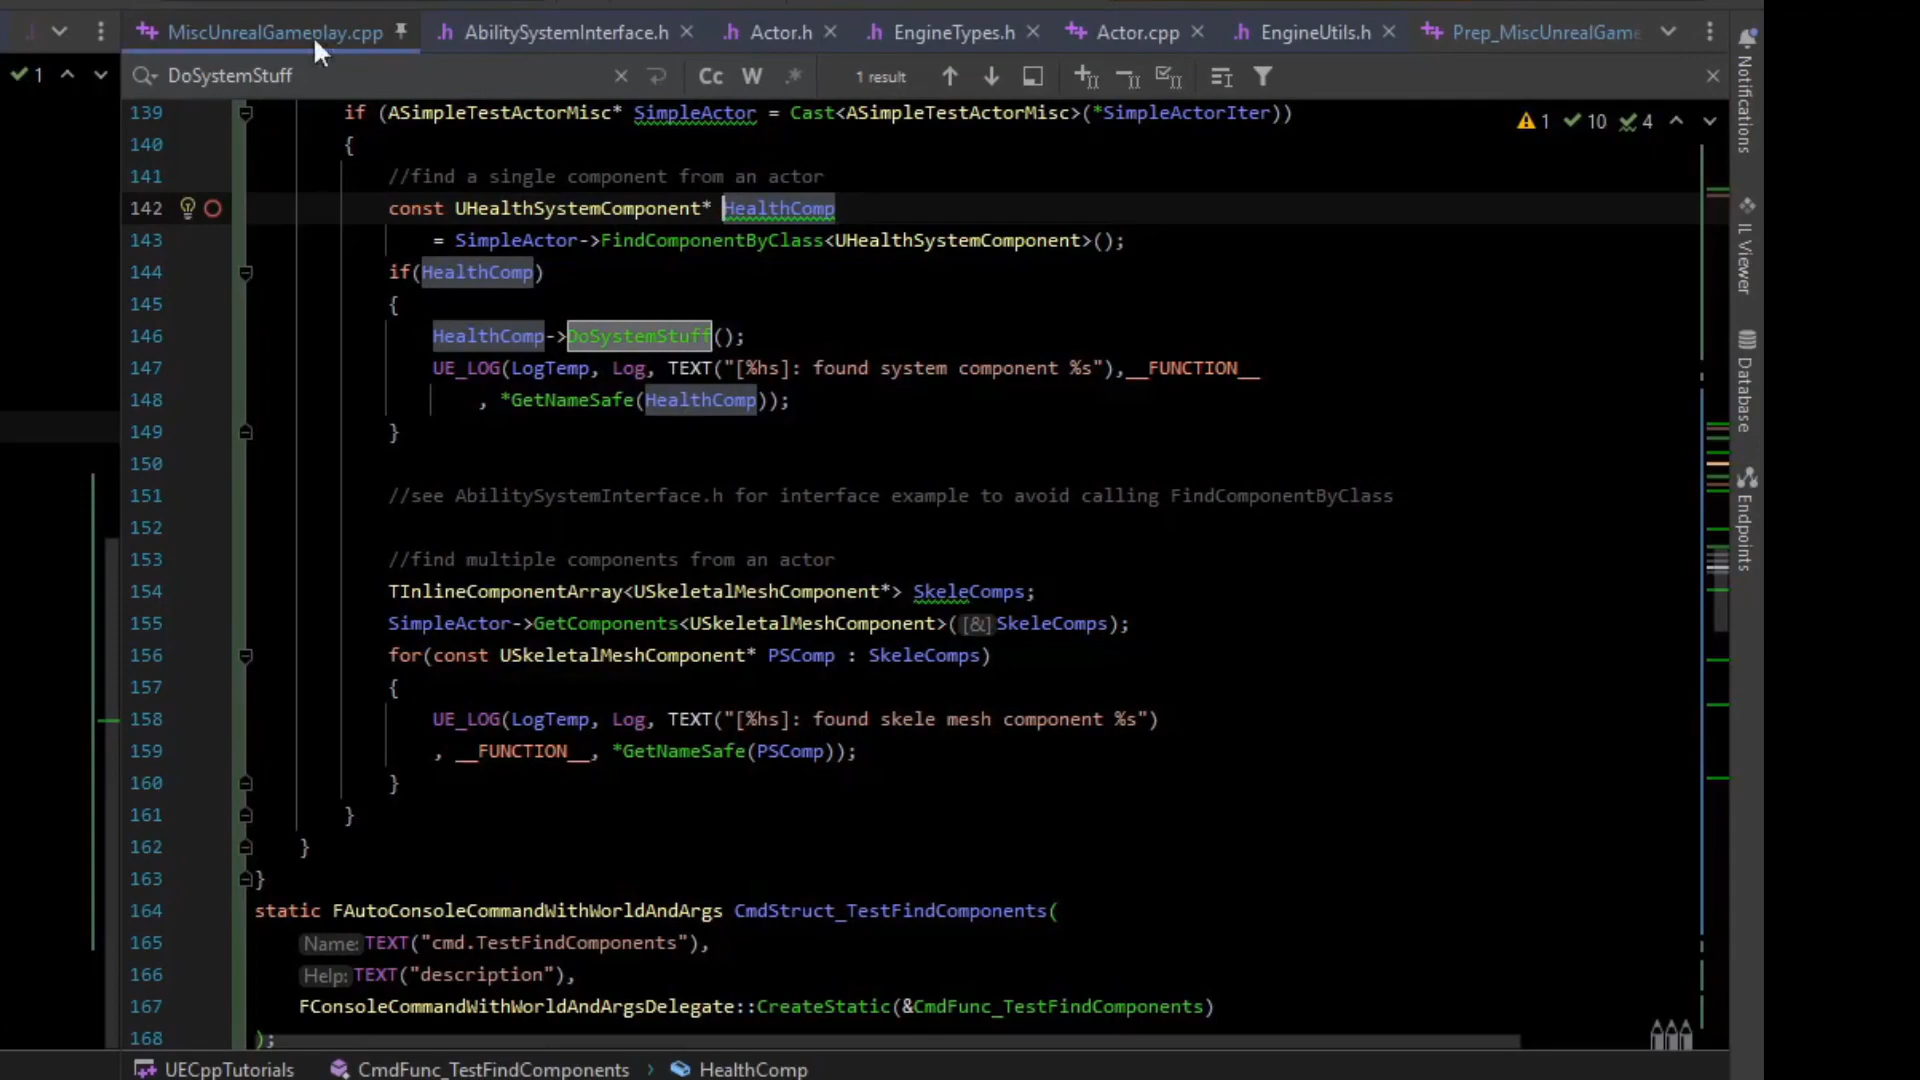 MiscUnrealGameplay.cpp AbilitySystemInterface.h Actor.h EngineTypes.h Actor.cpp EngineUtils.h Prep_MiscUnrealGame
1 DoSystemStuff Cc W .* 1 result
139 if (ASimpleTestActorMisc* SimpleActor = Cast<ASimpleTestActorMisc>(*SimpleActorIter))
1 10 4
140 {
141 //find a single component from an actor
142 const UHealthSystemComponent* HealthComp
143 = SimpleActor->FindComponentByClass<UHealthSystemComponent>();
144 if(HealthComp)
145 {
146 HealthComp->DoSystemStuff();
147 UE_LOG(LogTemp, Log, TEXT("[%hs]: found system component %s"),__FUNCTION__
148 , *GetNameSafe(HealthComp));
149 }
150
151 //see AbilitySystemInterface.h for interface example to avoid calling FindComponentByClass
152
153 //find multiple components from an actor
154 TInlineComponentArray<USkeletalMeshComponent*> SkeleComps;
155 SimpleActor->GetComponents<USkeletalMeshComponent>([&]SkeleComps);
156 for(const USkeletalMeshComponent* PSComp : SkeleComps)
157 {
158 UE_LOG(LogTemp, Log, TEXT("[%hs]: found skele mesh component %s")
159 , __FUNCTION__, *GetNameSafe(PSComp));
160 }
161 }
162 }
163 }
164 static FAutoConsoleCommandWithWorldAndArgs CmdStruct_TestFindComponents(
165 Name: TEXT("cmd.TestFindComponents"),
166 Help: TEXT("description"),
167 FConsoleCommandWithWorldAndArgsDelegate::CreateStatic(&CmdFunc_TestFindComponents)
168 );
UECppTutorials CmdFunc_TestFindComponents › HealthComp
Notifications
IL Viewer
Database
Endpoints